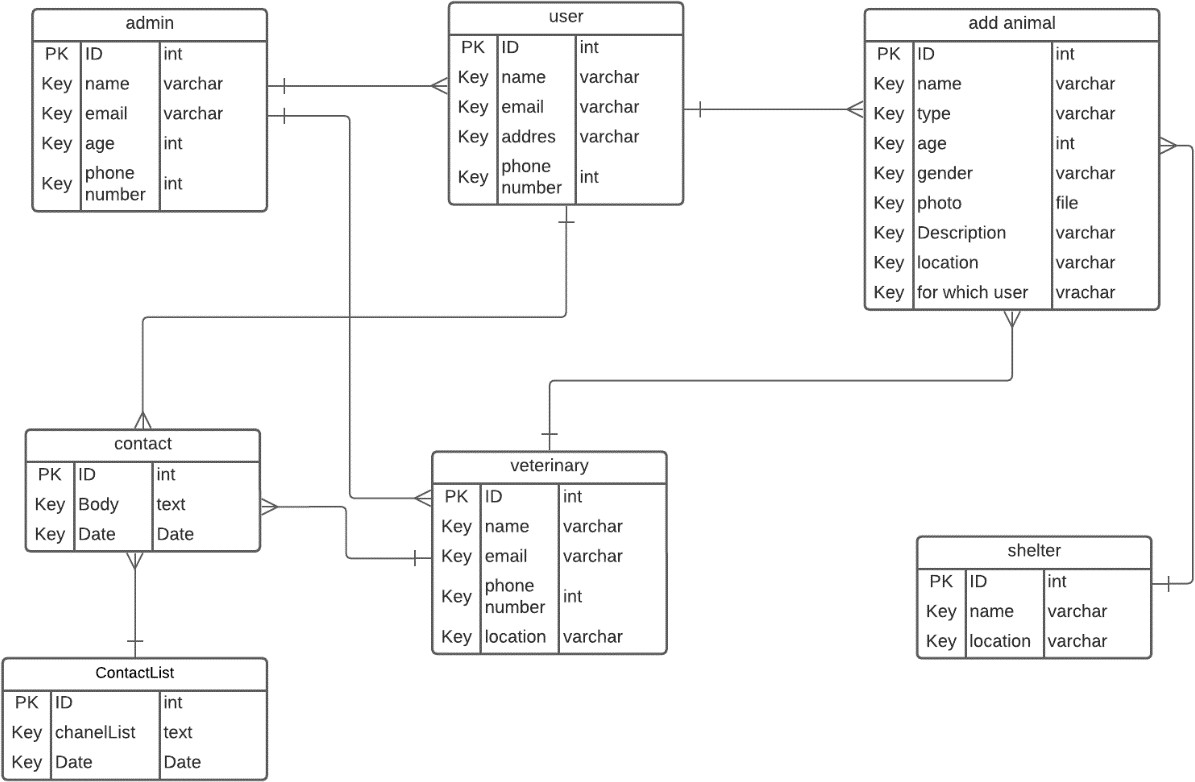 admin
PK ID int
Key name varchar
Key email varchar
Key age int
Key phone number int
user
PK ID int
Key name varchar
Key email varchar
Key addres varchar
Key phone number int
add animal
PK ID int
Key name varchar
Key type varchar
Key age int
Key gender varchar
Key photo file
Key Description varchar
Key location varchar
Key for which user vrachar
contact
PK ID int
Key Body text
Key Date Date
veterinary
PK ID int
Key name varchar
Key email varchar
Key phone number int
Key location varchar
shelter
PK ID int
Key name varchar
Key location varchar
ContactList
PK ID int
Key chanelList text
Key Date Date